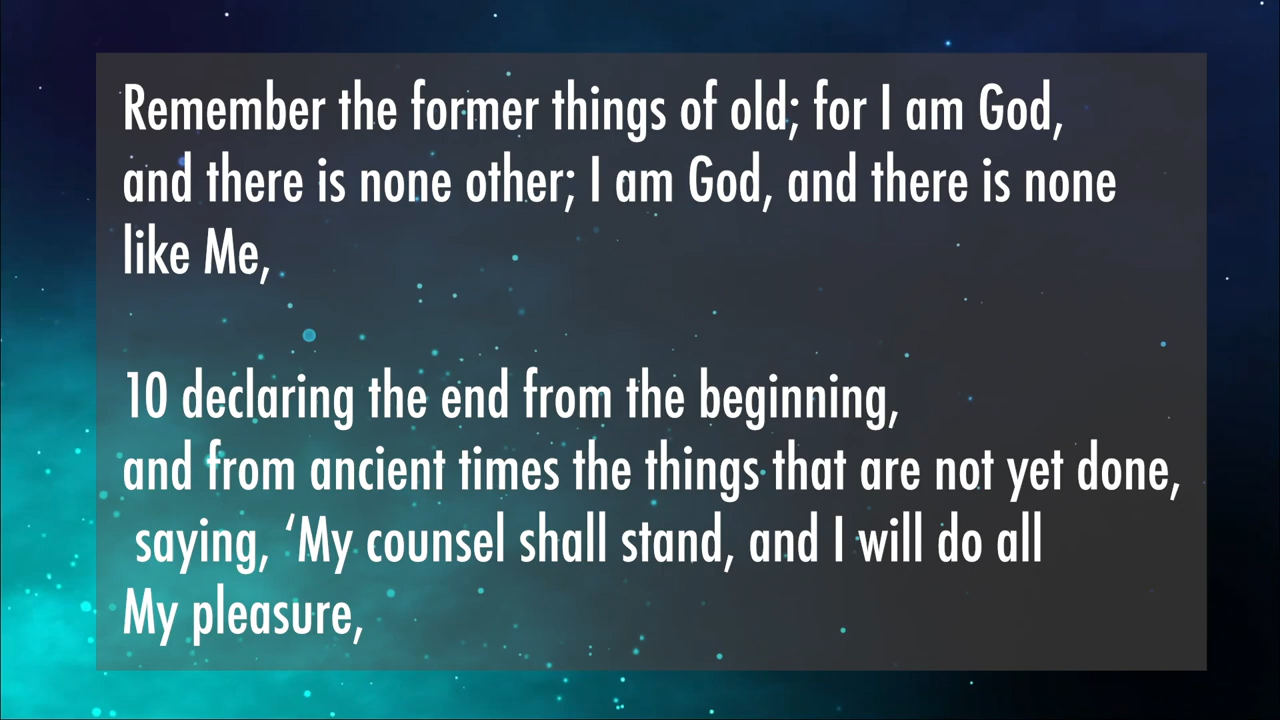 Remember the former things of old; for I am God,
and there is none other; I am God, and there is none
like Me,
10 declaring the end from the beginning,
and from ancient times the things that are not yet done,
saying, ‘My counsel shall stand, and I will do all
My pleasure,